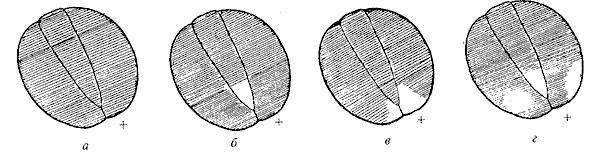 + + + +
а б в г